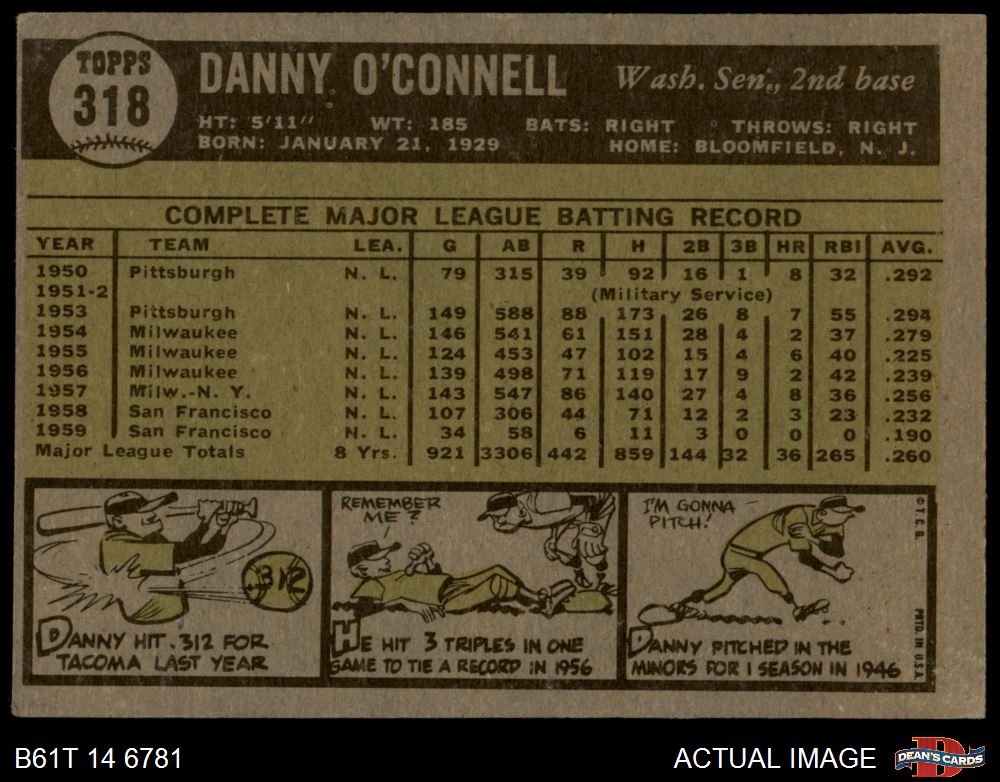 TOPPS
318
DANNY O'CONNELL Wash. Sen., 2nd base
HT: 5'11" WT: 185 BATS: RIGHT THROWS: RIGHT
BORN: JANUARY 21, 1929 HOME: BLOOMFIELD, N. J.
COMPLETE MAJOR LEAGUE BATTING RECORD
YEAR TEAM LEA. G AB R H 2B 3B HR RBI AVG.
1950 Pittsburgh N. L. 79 315 39 92 16 1 8 32 .292
1951-2 (Military Service)
1953 Pittsburgh N. L. 149 588 88 173 26 8 7 55 .294
1954 Milwaukee N. L. 146 541 61 151 28 4 2 37 .279
1955 Milwaukee N. L. 124 453 47 102 15 4 6 40 .225
1956 Milwaukee N. L. 139 498 71 119 17 9 2 42 .239
1957 Milw.-N. Y. N. L. 143 547 86 140 27 4 8 36 .256
1958 San Francisco N. L. 107 306 44 71 12 2 3 23 .232
1959 San Francisco N. L. 34 58 6 11 3 0 0 0 .190
Major League Totals 8 Yrs. 921 3306 442 859 144 32 36 265 .260
.312
DANNY HIT .312 FOR
TACOMA LAST YEAR
REMEMBER
ME?
HE HIT 3 TRIPLES IN ONE
GAME TO TIE A RECORD IN 1956
I'M GONNA
PITCH!
DANNY PITCHED IN THE
MINORS FOR 1 SEASON IN 1946
© T. C. G.
PRTD. IN U.S.A.
B61T 14 6781 ACTUAL IMAGE
DEAN'S CARDS